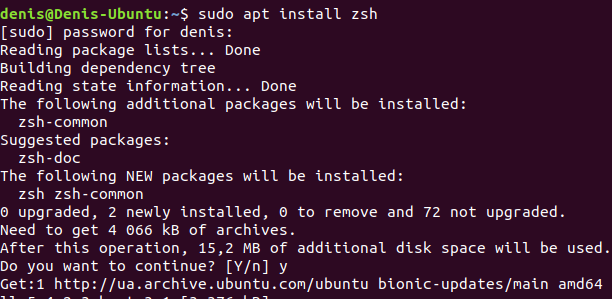 denis@Denis-Ubuntu:~$ sudo apt install zsh
[sudo] password for denis:
Reading package lists... Done
Building dependency tree
Reading state information... Done
The following additional packages will be installed:
  zsh-common
Suggested packages:
  zsh-doc
The following NEW packages will be installed:
  zsh zsh-common
0 upgraded, 2 newly installed, 0 to remove and 72 not upgraded.
Need to get 4 066 kB of archives.
After this operation, 15,2 MB of additional disk space will be used.
Do you want to continue? [Y/n] y
Get:1 http://ua.archive.ubuntu.com/ubuntu bionic-updates/main amd64